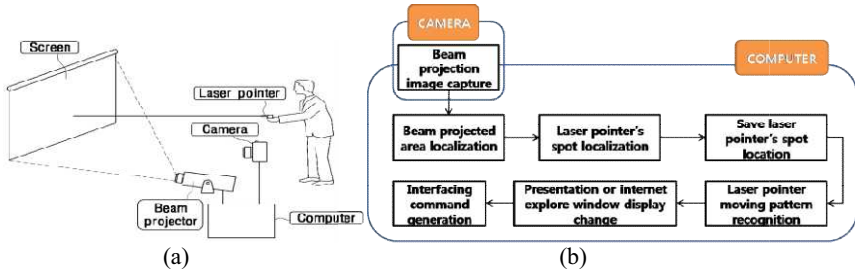 Screen
Laser pointer
Camera
Beam
projector
Computer
(a)
CAMERA
COMPUTER
Beam
projection
image capture
Beam projected
area localization
Laser pointer's
spot localization
Save laser
pointer's spot
location
Interfacing
command
generation
Presentation or internet
explore window display
change
Laser pointer
moving pattern
recognition
(b)